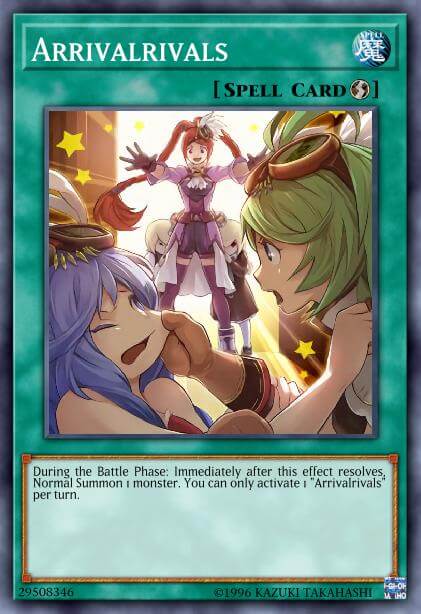 Arrivalrivals
SPELL
魔
[Spell Card]
During the Battle Phase: Immediately after this effect resolves,
Normal Summon 1 monster. You can only activate 1 "Arrivalrivals"
per turn.
29508346
©1996 KAZUKI TAKAHASHI